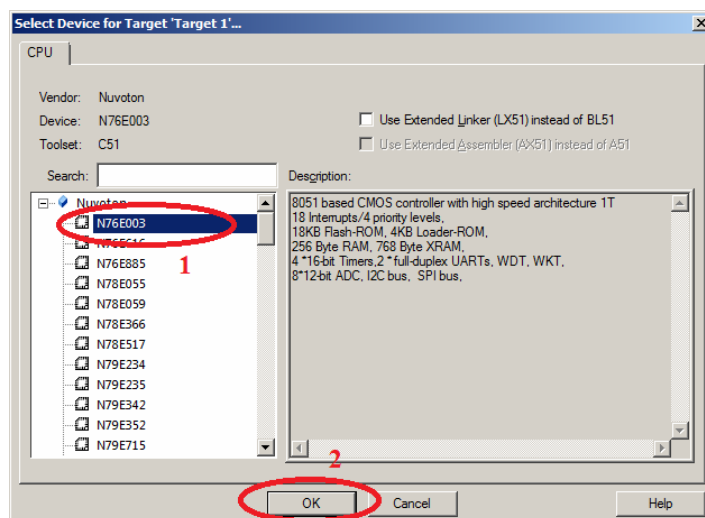 Select Device for Target 'Target 1'...
CPU
Vendor: Nuvoton
Device: N76E003
Use Extended Linker (LX51) instead of BL51
Toolset: C51
Use Extended Assembler (AX51) instead of A51
Search:
Description:
Nuvoton
N76E003
N76E616
N76E885
1
N78E055
N78E059
N78E366
N78E517
N79E234
N79E235
N79E342
N79E352
N79E715
8051 based CMOS controller with high speed architecture 1T
18 Interrupts/4 priority levels,
18KB Flash-ROM, 4KB Loader-ROM,
256 Byte RAM, 768 Byte XRAM,
4 *16-bit Timers,2 * full-duplex UARTs, WDT, WKT,
8*12-bit ADC, I2C bus, SPI bus,
2
OK
Cancel
Help